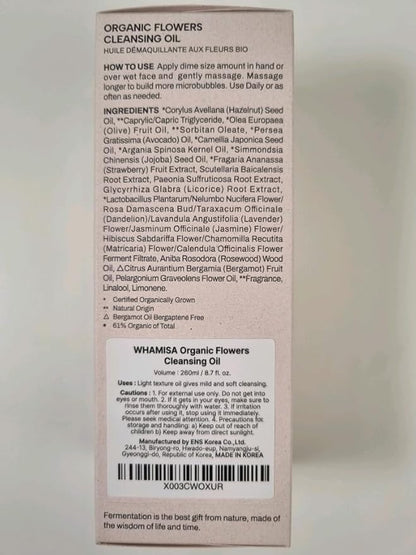 ORGANIC FLOWERS
CLEANSING OIL
HUILE DÉMAQUILLANTE AUX FLEURS BIO
HOW TO USE Apply dime size amount in hand or
over wet face and gently massage. Massage
longer to build more microbubbles. Use Daily or as
often as needed.
INGREDIENTS *Corylus Avellana (Hazelnut) Seed
Oil, **Caprylic/Capric Triglyceride, *Olea Europaea
(Olive) Fruit Oil, **Sorbitan Oleate, *Persea
Gratissima (Avocado) Oil, *Camellia Japonica Seed
Oil, *Argania Spinosa Kernel Oil, *Simmondsia
Chinensis (Jojoba) Seed Oil, *Fragaria Ananassa
(Strawberry) Fruit Extract, Scutellaria Baicalensis
Root Extract, Paeonia Suffruticosa Root Extract,
Glycyrrhiza Glabra (Licorice) Root Extract,
*Lactobacillus Plantarum/Nelumbo Nucifera Flower/
Rosa Damascena Bud/Taraxacum Officinale
(Dandelion)/Lavandula Angustifolia (Lavender)
Flower/Jasminum Officinale (Jasmine) Flower/
Hibiscus Sabdariffa Flower/Chamomilla Recutita
(Matricaria) Flower/Calendula Officinalis Flower
Ferment Filtrate, Aniba Rosodora (Rosewood) Wood
Oil, △Citrus Aurantium Bergamia (Bergamot) Fruit
Oil, Pelargonium Graveolens Flower Oil, **Fragrance,
Linalool, Limonene.
* Certified Organically Grown
** Natural Origin
△ Bergamot Oil Bergaptene Free
● 61% Organic of Total
WHAMISA Organic Flowers
Cleansing Oil
Volume : 260ml / 8.7 fl. oz.
Uses : Light texture oil gives mild and soft cleansing.
Cautions : 1. For external use only. Do not get into
eyes or mouth. 2. If it gets in your eyes, make sure to
rinse them thoroughly with water. 3. If irritation
occurs after using it, stop using it immediately.
Please seek medical attention. 4. Precautions for
storage and handling: a) Keep out of reach of
children b) Keep away from direct sunlight.
Manufactured by ENS Korea Co., Ltd.
244-13, Biryong-ro, Hwado-eup, Namyangju-si,
Gyeonggi-do, Republic of Korea. MADE IN KOREA
X003CWOXUR
Fermentation is the best gift from nature, made of
the wisdom of life and time.